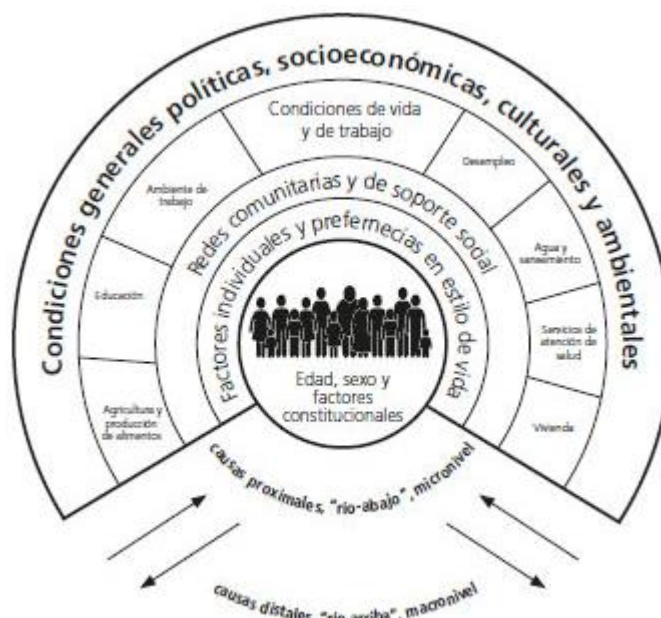 Condiciones generales políticas, socioeconómicas, culturales y ambientales
Condiciones de vida
y de trabajo
Ambiente de
trabajo
Desempleo
Educación
Agua y
saneamiento
Agricultura y
producción
de alimentos
Servicios de
atención de
salud
Vivienda
Redes comunitarias y de soporte social
Factores individuales y prefernecias en estilo de vida
Edad, sexo y
factores
constitucionales
causas proximales, "río-abajo", micronivel
causas distales, "río-arriba", macronivel